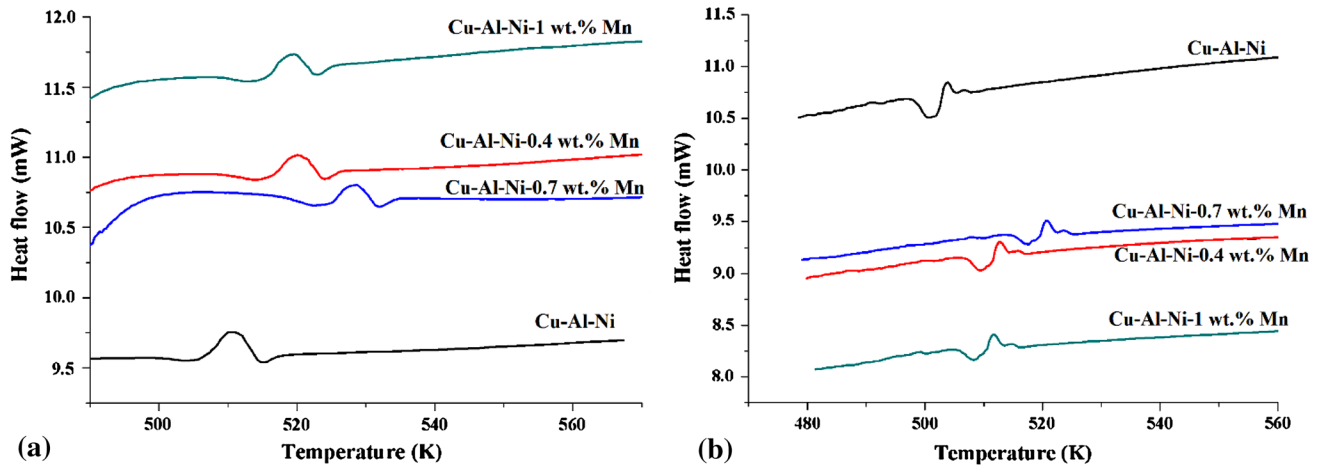 12.0
11.5
11.0
10.5
10.0
9.5
Heat flow (mW)
Cu-Al-Ni-1 wt.% Mn
Cu-Al-Ni-0.4 wt.% Mn
Cu-Al-Ni-0.7 wt.% Mn
Cu-Al-Ni
500 520 540 560
Temperature (K)
(a)
11.5
11.0
10.5
9.5
9.0
8.5
8.0
Heat flow (mW)
Cu-Al-Ni
Cu-Al-Ni-0.7 wt.% Mn
Cu-Al-Ni-0.4 wt.% Mn
Cu-Al-Ni-1 wt.% Mn
480 500 520 540 560
Temperature (K)
(b)